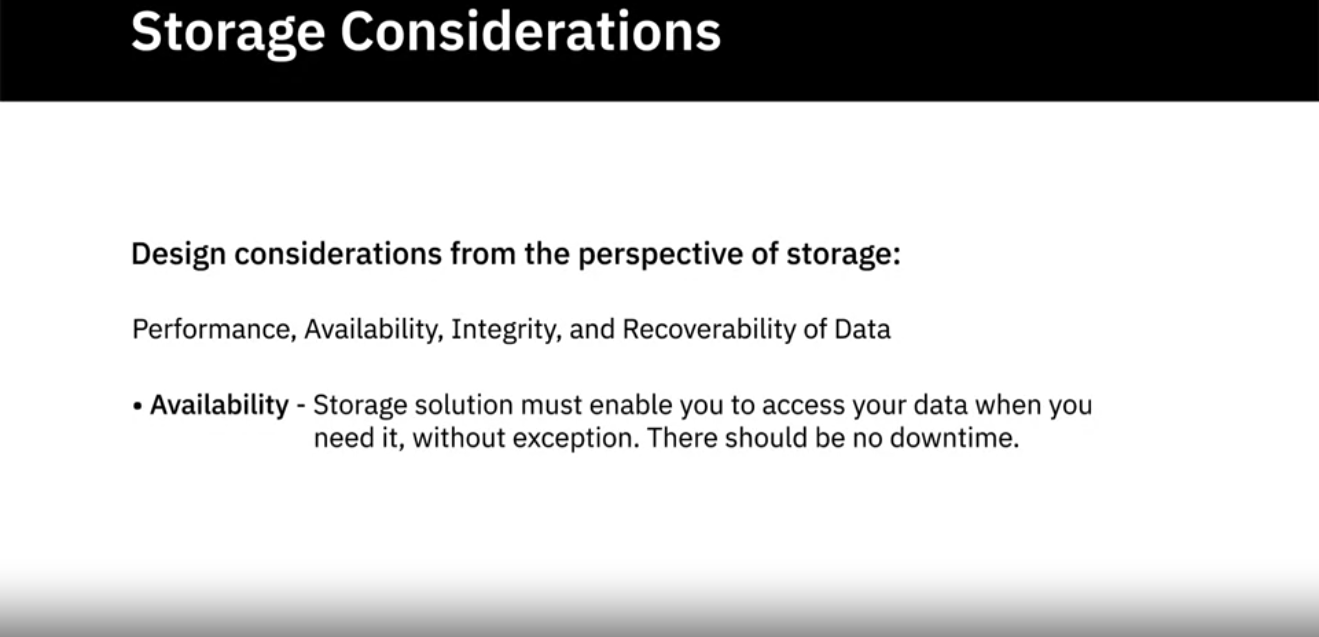 Storage Considerations
Design considerations from the perspective of storage:
Performance, Availability, Integrity, and Recoverability of Data
• Availability - Storage solution must enable you to access your data when you
need it, without exception. There should be no downtime.